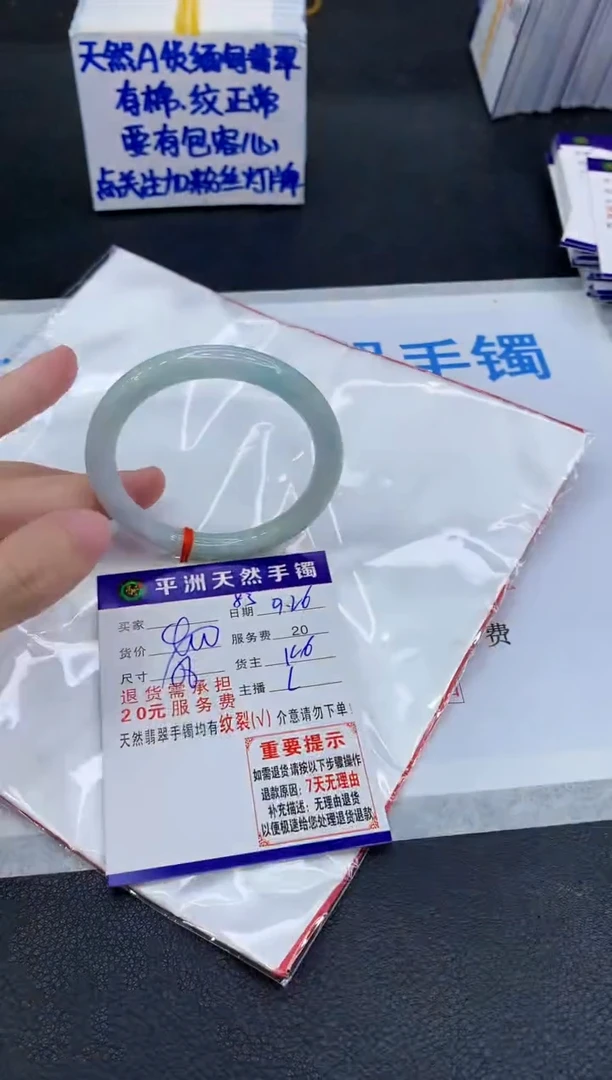 天然A货缅甸翡翠
有棉、纹正常
要有包容心
点关注加粉丝灯牌
手镯
平洲天然手镯
83
买家
日期 9.26
货价
服务费 20
尺寸
货主 146
退货需承担
主播 L
20元服务费
天然翡翠手镯均有纹裂(√) 介意请勿下单!
重要提示
如需退货请按以下步骤操作
退款原因：7天无理由
补充描述：无理由退货
以便极速给您处理退货退款
费